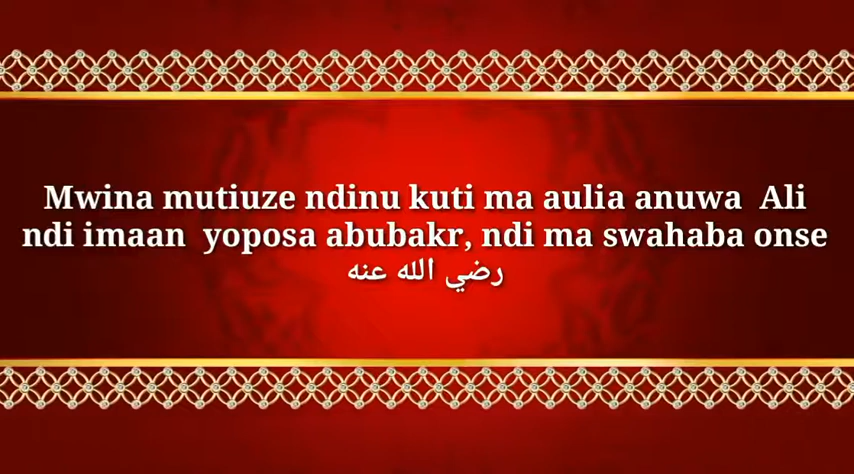 Mwina mutiuze ndinu kuti ma aulia anuwa Ali
ndi imaan yoposa abubakr, ndi ma swahaba onse
رضي الله عنه